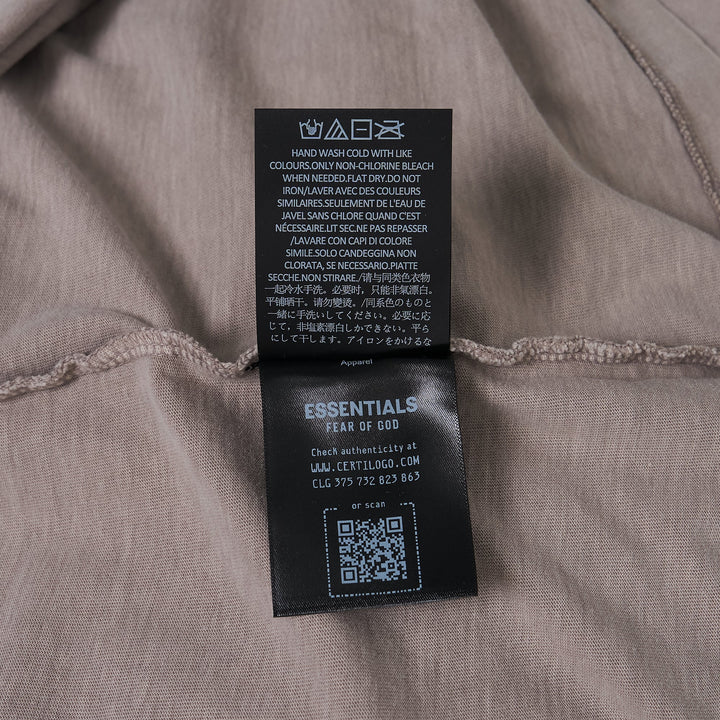 HAND WASH COLD WITH LIKE
COLOURS.ONLY NON-CHLORINE BLEACH
WHEN NEEDED.FLAT DRY.DO NOT
IRON/LAVER AVEC DES COULEURS
SIMILAIRES.SEULEMENT DE L'EAU DE
JAVEL SANS CHLORE QUAND C'EST
NÉCESSAIRE.LIT SEC.NE PAS REPASSER
/LAVARE CON CAPI DI COLORE
SIMILE.SOLO CANDEGGINA NON
CLORATA, SE NECESSARIO.PIATTE
SECCHE.NON STIRARE./请与同类色衣物
一起冷水手洗。必要时，只能非氯漂白。
平铺晒干。请勿熨烫。/同系色のものと
一緒に手洗いしてください。必要に応
じて，非塩素漂白しかできない。平ら
にして干します。アイロンをかけるな
Apparel
ESSENTIALS
FEAR OF GOD
Check authenticity at
WWW.CERTILOGO.COM
CLG 375 732 823 863
or scan